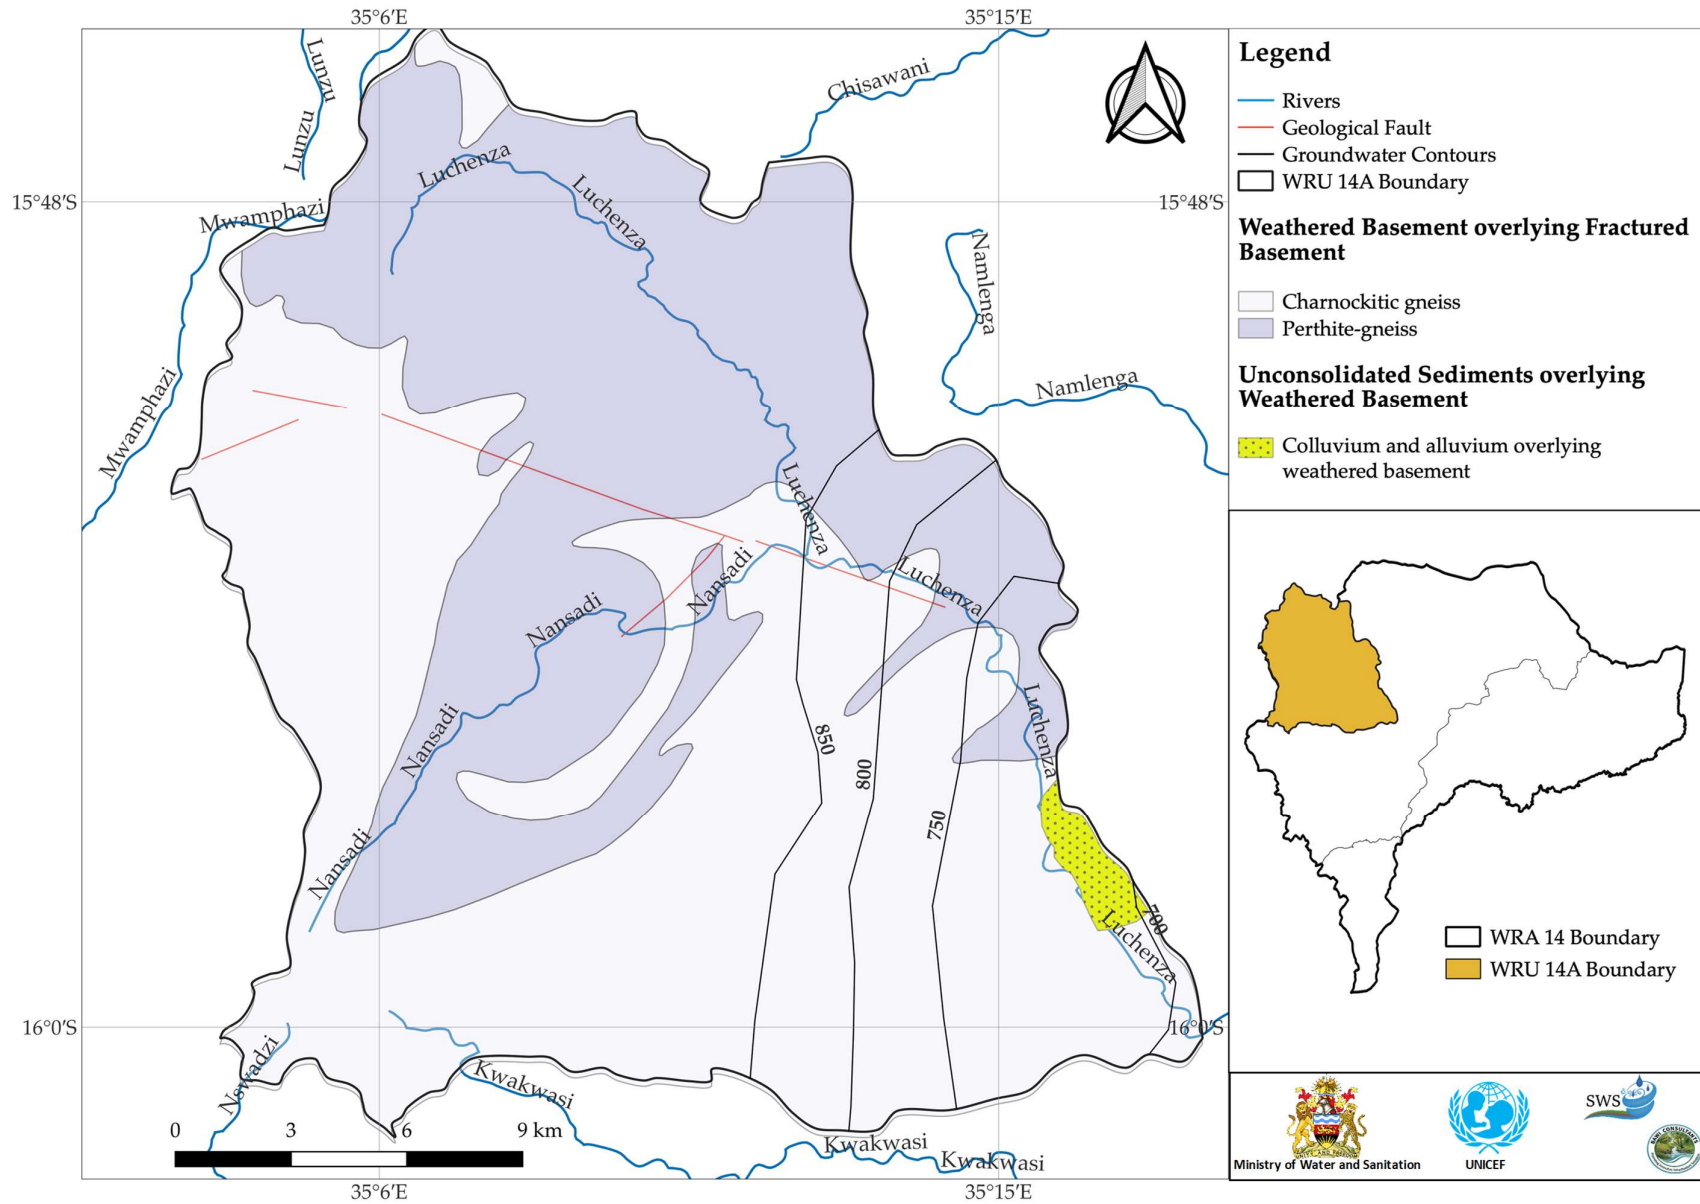 35°6′E
35°15′E
Lunzu
Lunzu
Chisawani
Luchenza
Luchenza
15°48′S
15°48′S
Mwamphazi
Namlenga
Mwamphazi
Namlenga
Luchenza
Luchenza
Nansadi
Nansadi
Luchenza
Nansadi
850
800
750
Nansadi
700
Luchenza
16°0′S
16°0′S
Nswadzi
Kwakwasi
Kwakwasi
Kwakwasi
0 3 6 9 km
35°6′E
35°15′E
Legend
Rivers
Geological Fault
Groundwater Contours
WRU 14A Boundary
Weathered Basement overlying Fractured
Basement
Charnockitic gneiss
Perthite-gneiss
Unconsolidated Sediments overlying
Weathered Basement
Colluvium and alluvium overlying
weathered basement
WRA 14 Boundary
WRU 14A Boundary
Ministry of Water and Sanitation
UNICEF
SWS